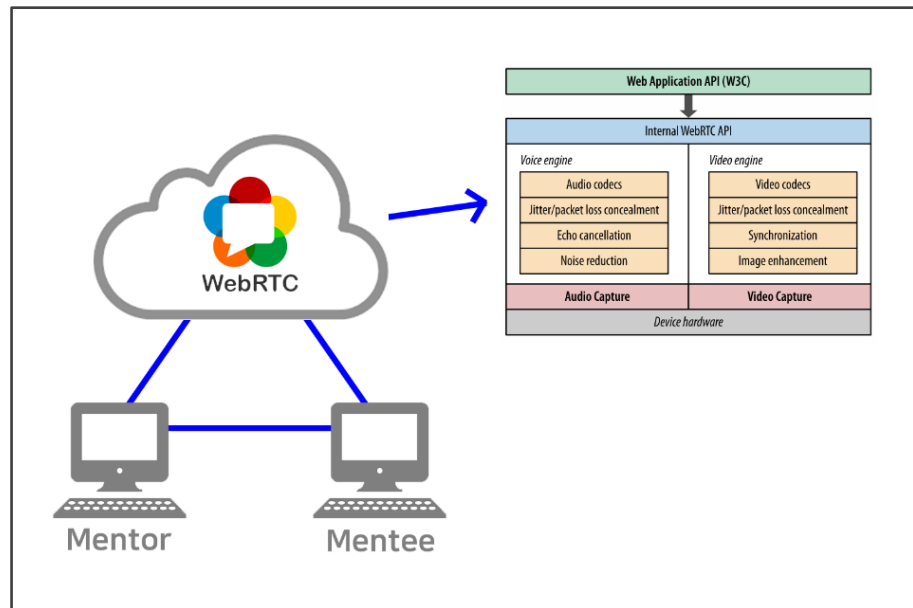 Web Application API (W3C)
Internal WebRTC API
Voice engine
Audio codecs
Jitter/packet loss concealment
Echo cancellation
Noise reduction
Video engine
Video codecs
Jitter/packet loss concealment
Synchronization
Image enhancement
Audio Capture
Video Capture
Device hardware
WebRTC
Mentor
Mentee